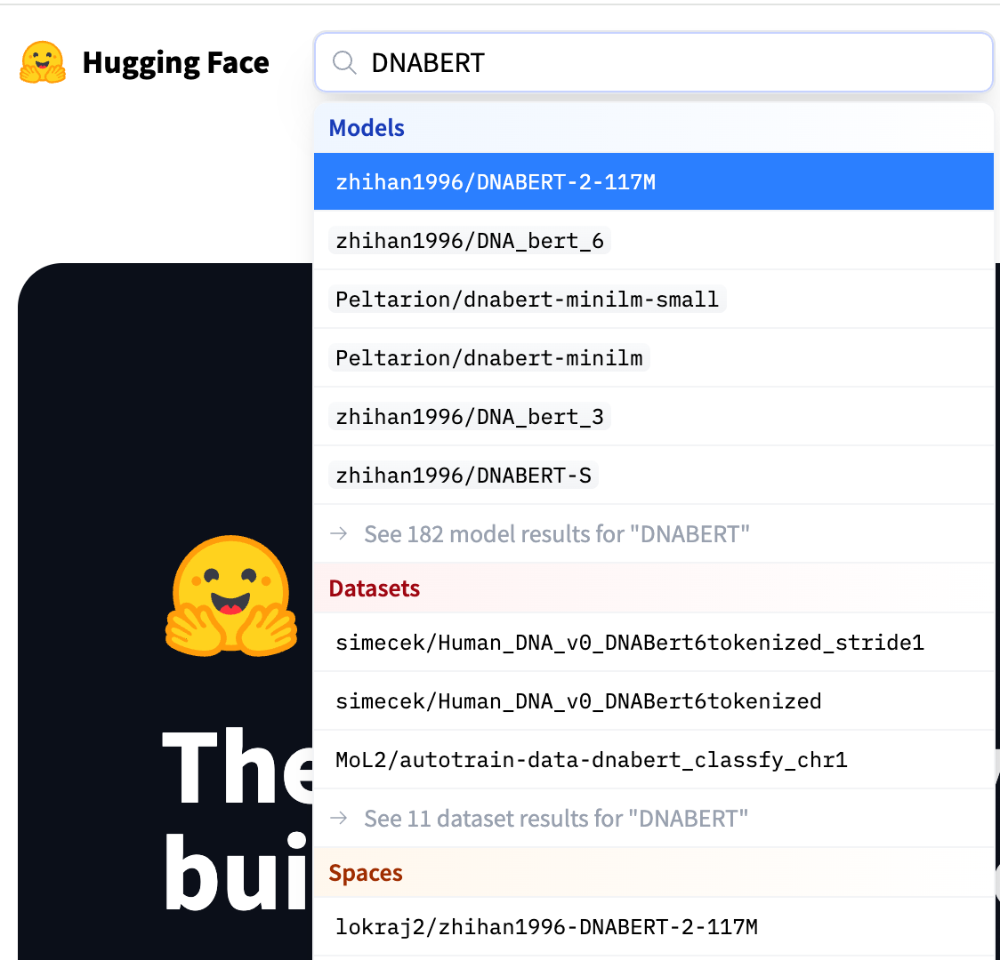 Hugging Face
DNABERT
Models
zhihan1996/DNABERT-2-117M
zhihan1996/DNA_bert_6
Peltarion/dnabert-minilm-small
Peltarion/dnabert-minilm
zhihan1996/DNA_bert_3
zhihan1996/DNABERT-S
→ See 182 model results for "DNABERT"
Datasets
simecek/Human_DNA_v0_DNABert6tokenized_stride1
simecek/Human_DNA_v0_DNABert6tokenized
MoL2/autotrain-data-dnabert_classfy_chr1
→ See 11 dataset results for "DNABERT"
Spaces
lokraj2/zhihan1996-DNABERT-2-117M
The
bui